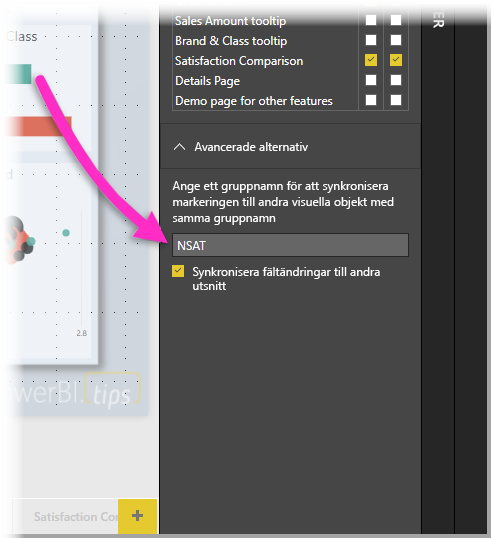 Class
Sales Amount tooltip
Brand & Class tooltip
Satisfaction Comparison
Details Page
Demo page for other features
Avancerade alternativ
Ange ett gruppnamn för att synkronisera
markeringen till andra visuella objekt med
samma gruppnamn
NSAT
Synkronisera fältändringar till andra
utsnitt
2.8
werBI.tips
Satisfaction Co
+
ER